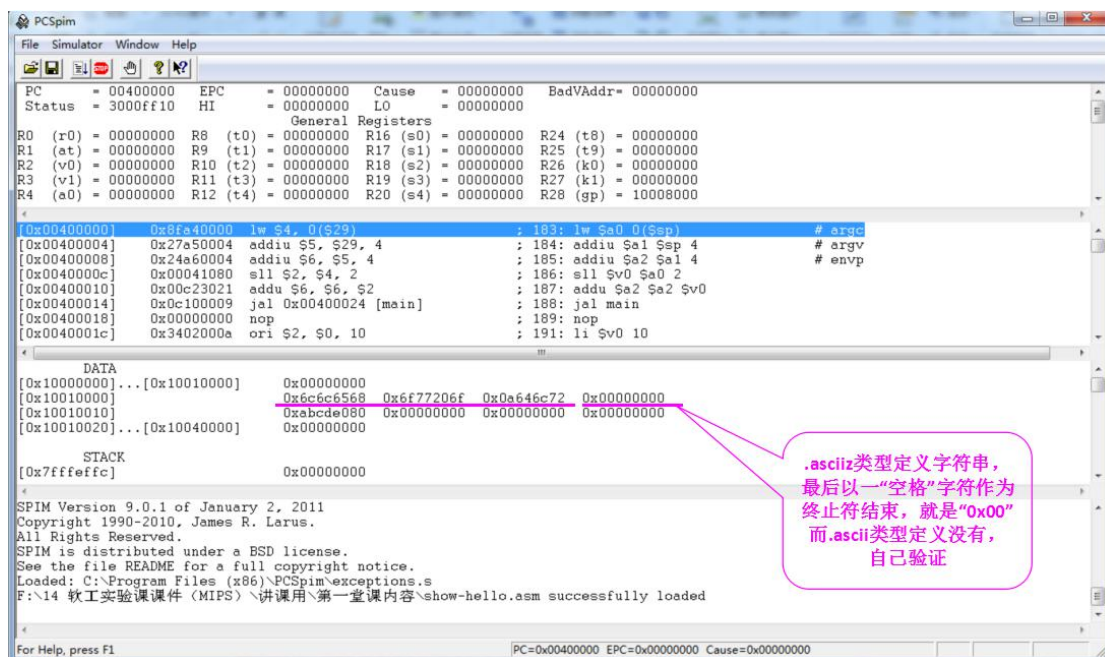 PCSpim
File Simulator Window Help
PC = 00400000 EPC = 00000000 Cause = 00000000 BadVAddr= 00000000
Status = 3000ff10 HI = 00000000 LO = 00000000
General Registers
R0 (r0) = 00000000 R8 (t0) = 00000000 R16 (s0) = 00000000 R24 (t8) = 00000000
R1 (at) = 00000000 R9 (t1) = 00000000 R17 (s1) = 00000000 R25 (t9) = 00000000
R2 (v0) = 00000000 R10 (t2) = 00000000 R18 (s2) = 00000000 R26 (k0) = 00000000
R3 (v1) = 00000000 R11 (t3) = 00000000 R19 (s3) = 00000000 R27 (k1) = 00000000
R4 (a0) = 00000000 R12 (t4) = 00000000 R20 (s4) = 00000000 R28 (gp) = 10008000
[0x00400000] 0x8fa40000 lw $4, 0($29) ; 183: lw $a0 0($sp) # argc
[0x00400004] 0x27a50004 addiu $5, $29, 4 ; 184: addiu $a1 $sp 4 # argv
[0x00400008] 0x24a60004 addiu $6, $5, 4 ; 185: addiu $a2 $a1 4 # envp
[0x0040000c] 0x00041080 sll $2, $4, 2 ; 186: sll $v0 $a0 2
[0x00400010] 0x00c23021 addu $6, $6, $2 ; 187: addu $a2 $a2 $v0
[0x00400014] 0x0c100009 jal 0x00400024 [main] ; 188: jal main
[0x00400018] 0x00000000 nop ; 189: nop
[0x0040001c] 0x3402000a ori $2, $0, 10 ; 191: li $v0 10
DATA
[0x10000000]...[0x10010000] 0x00000000
[0x10010000] 0x6c6c6568 0x6f77206f 0x0a646c72 0x00000000
[0x10010010] 0xabcde080 0x00000000 0x00000000 0x00000000
[0x10010020]...[0x10040000] 0x00000000
STACK
[0x7fffeffc] 0x00000000
.asciiz类型定义字符串，
最后以一“空格”字符作为
终止符结束，就是“0x00”
而.ascii类型定义没有，
自己验证
SPIM Version 9.0.1 of January 2, 2011
Copyright 1990-2010, James R. Larus.
All Rights Reserved.
SPIM is distributed under a BSD license.
See the file README for a full copyright notice.
Loaded: C:\Program Files (x86)\PCSpim\exceptions.s
F:\14 软工实验课课件（MIPS）\讲课用\第一堂课内容\show-hello.asm successfully loaded
For Help, press F1
PC=0x00400000 EPC=0x00000000 Cause=0x00000000